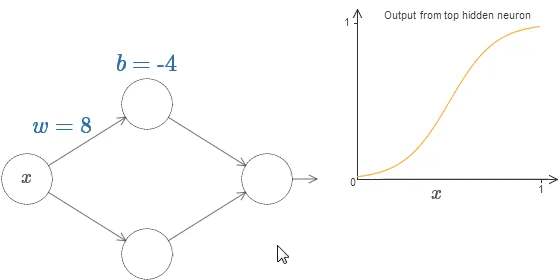 b = -4
w = 8
x
Output from top hidden neuron
1
0
x
1